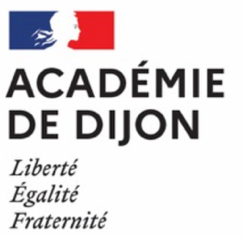 ACADÉMIE
DE DIJON
Liberté
Égalité
Fraternité